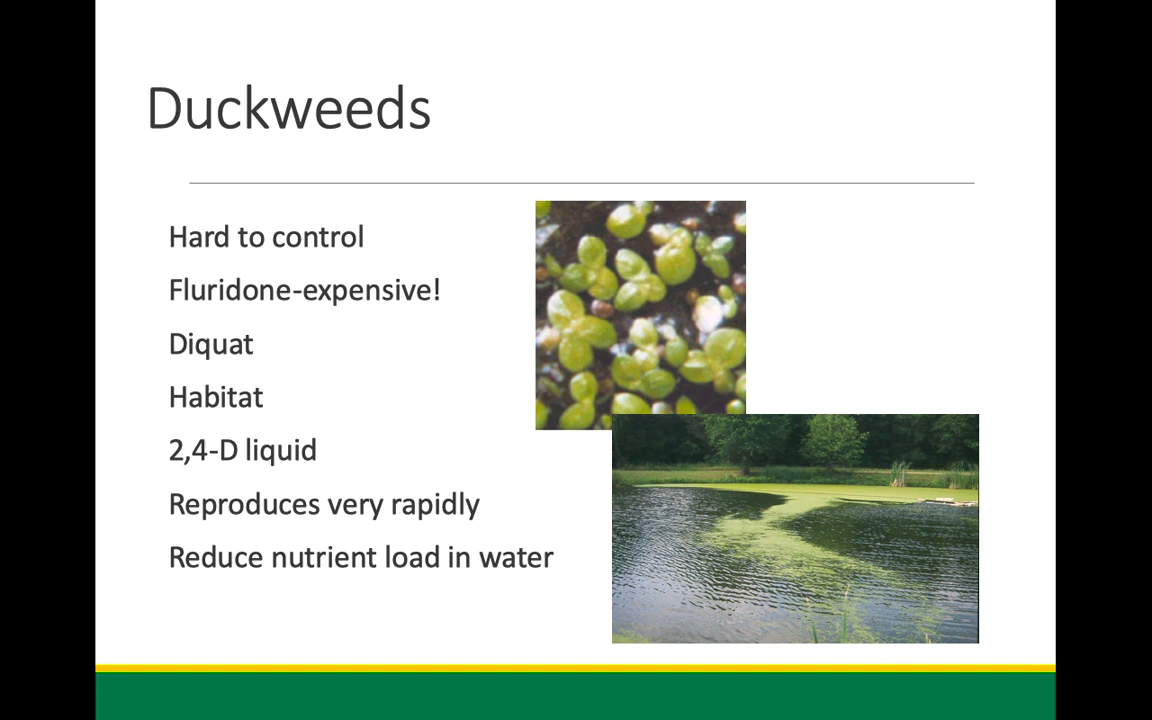 Duckweeds
Hard to control
Fluridone-expensive!
Diquat
Habitat
2,4-D liquid
Reproduces very rapidly
Reduce nutrient load in water